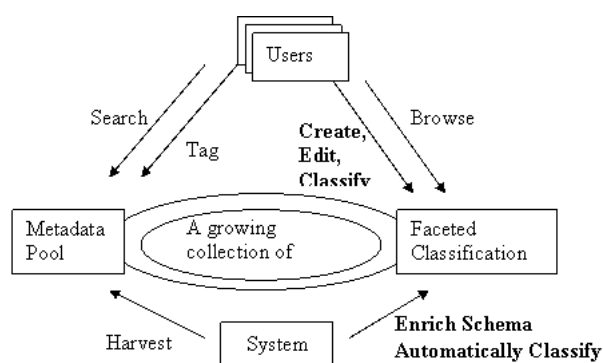 Users
Search
Tag
Create,
Edit,
Classify
Browse
Metadata
Pool
A growing
collection of
Faceted
Classification
Harvest
System
Enrich Schema
Automatically Classify